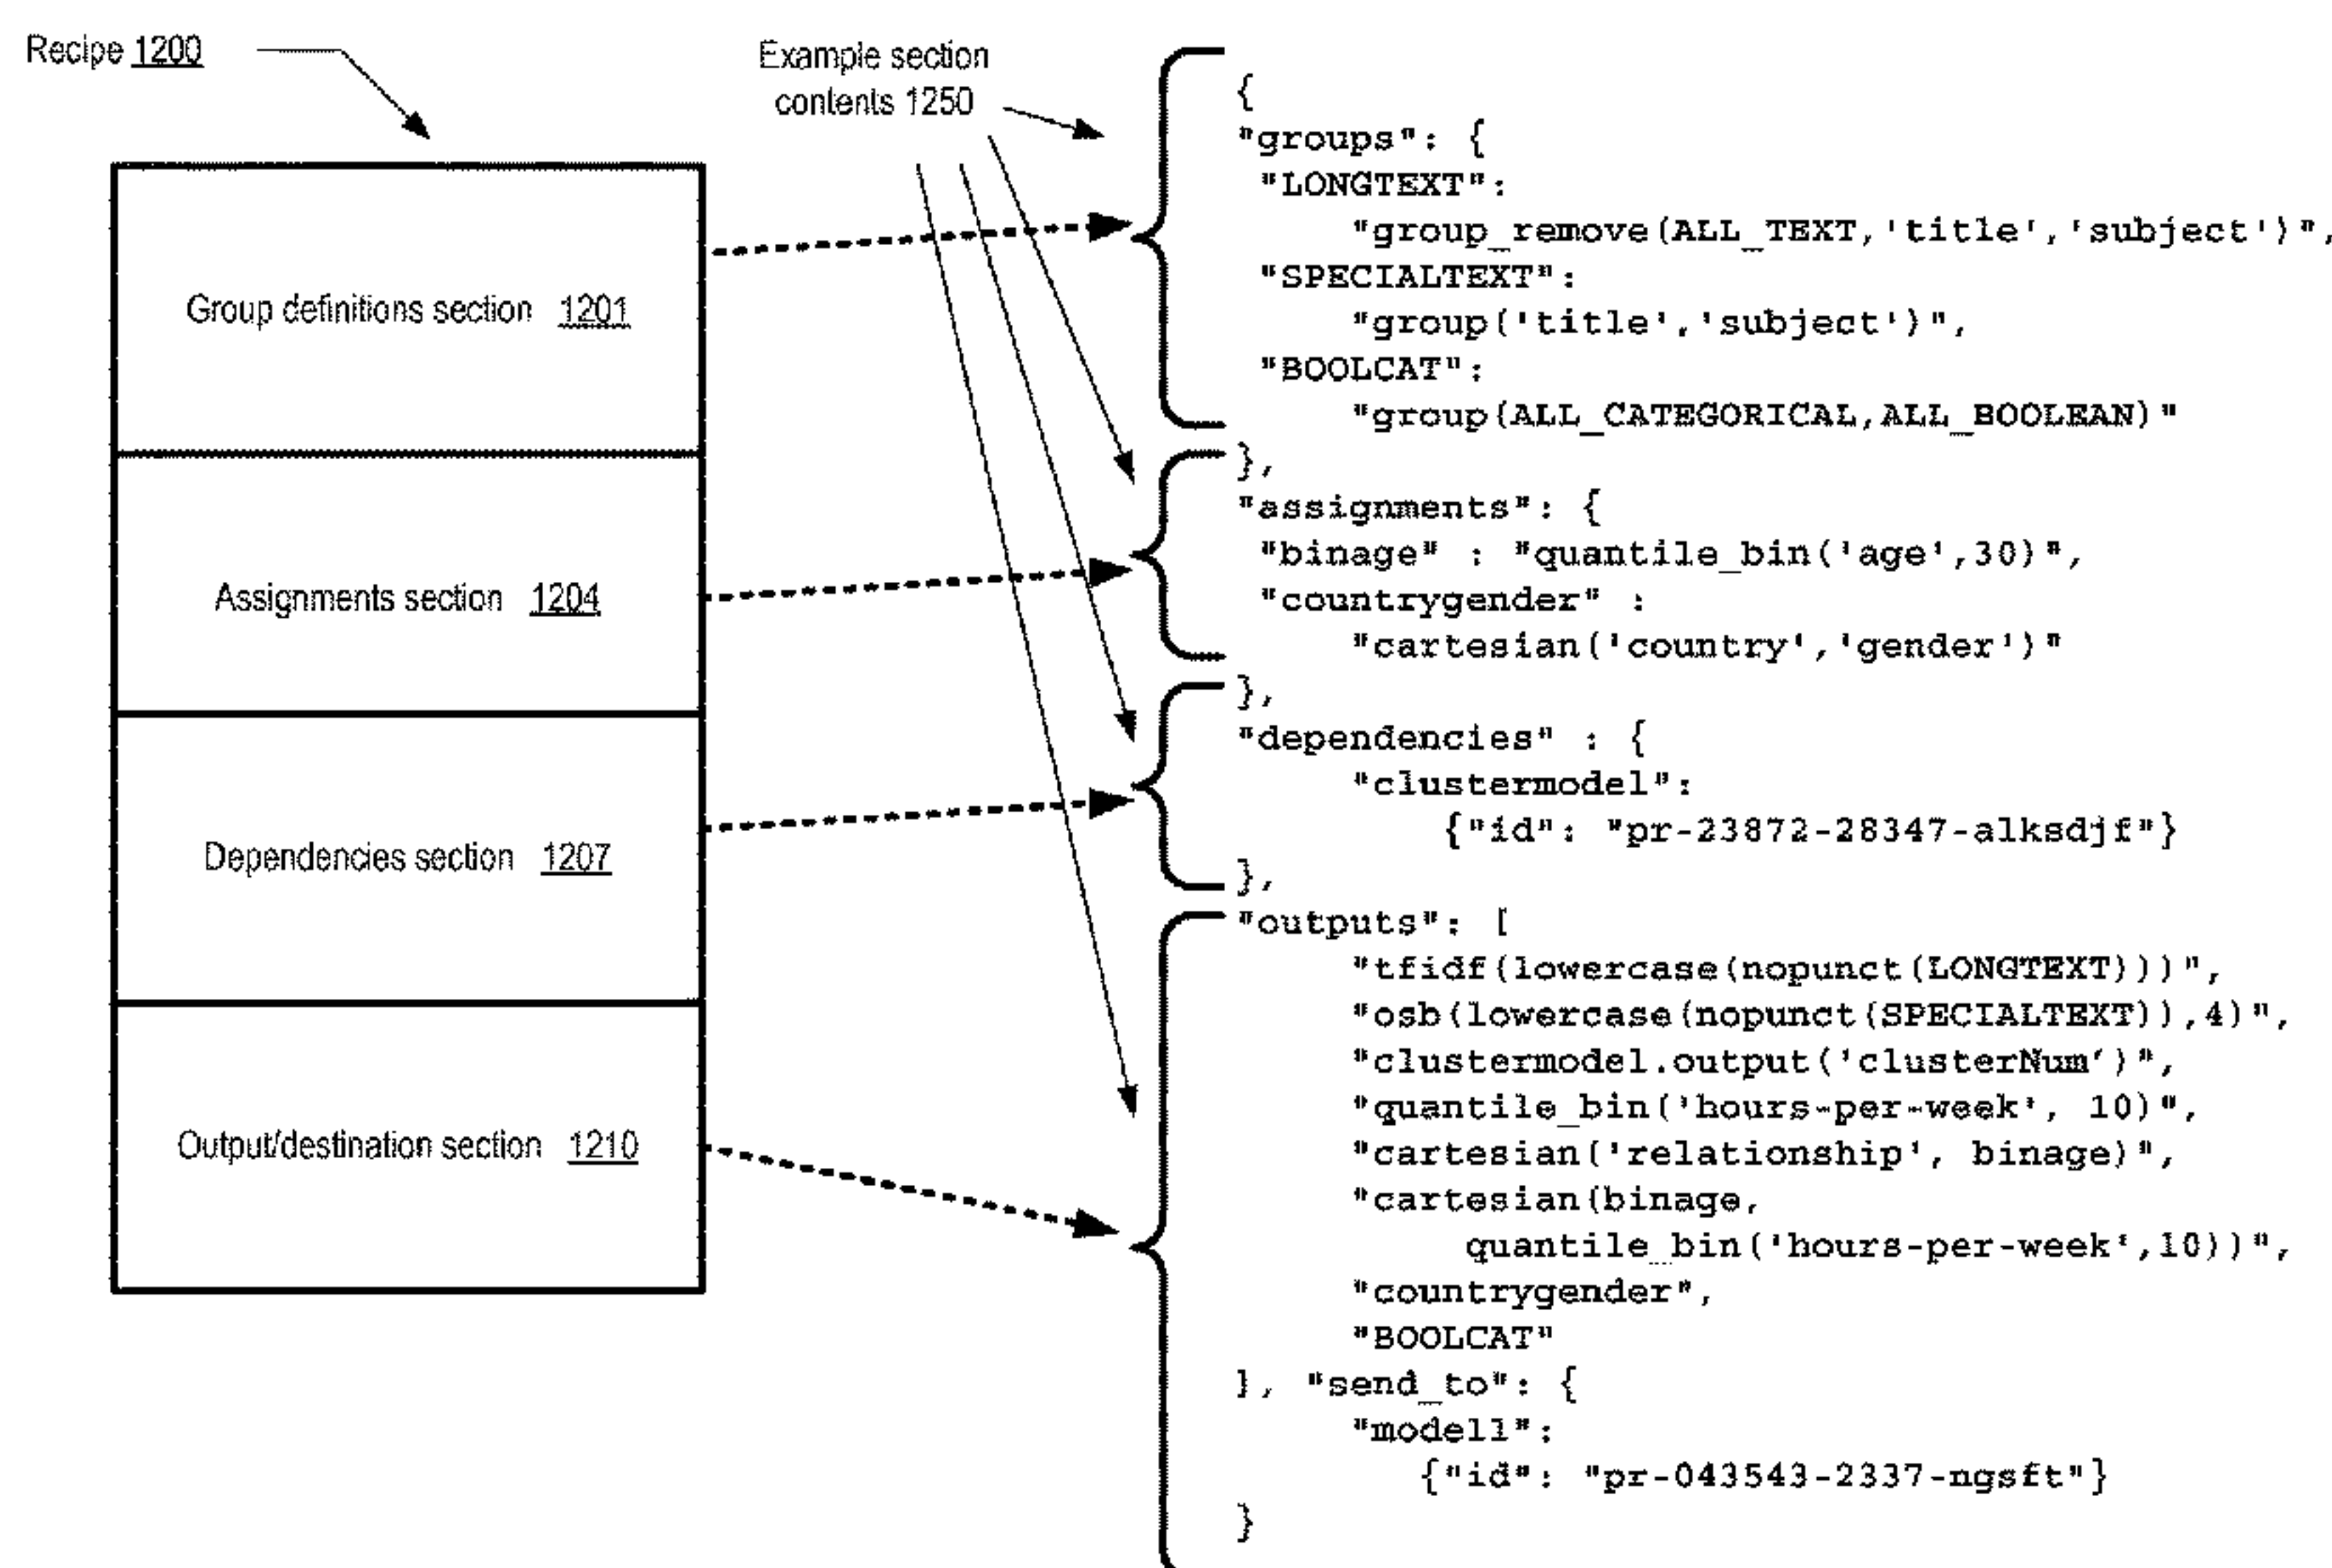 Recipe 1200
Example section
contents 1250
Group definitions section 1201
Assignments section 1204
Dependencies section 1207
Output/destination section 1210
{
"groups": {
"LONGTEXT":
"group_remove(ALL_TEXT,'title','subject')",
"SPECIALTEXT":
"group('title','subject')",
"BOOLCAT":
"group(ALL_CATEGORICAL,ALL_BOOLEAN)"
},
"assignments": {
"binage" : "quantile_bin('age',30)",
"countrygender" :
"cartesian('country','gender')"
},
"dependencies" : {
"clustermodel":
{"id": "pr-23872-28347-alksdjf"}
},
"outputs": [
"tfidf(lowercase(nopunct(LONGTEXT)))",
"osb(lowercase(nopunct(SPECIALTEXT)),4)",
"clustermodel.output('clusterNum')",
"quantile_bin('hours-per-week', 10)",
"cartesian('relationship', binage)",
"cartesian(binage,
quantile_bin('hours-per-week',10))",
"countrygender",
"BOOLCAT"
], "send_to": {
"model1":
{"id": "pr-043543-2337-ngsft"}
}